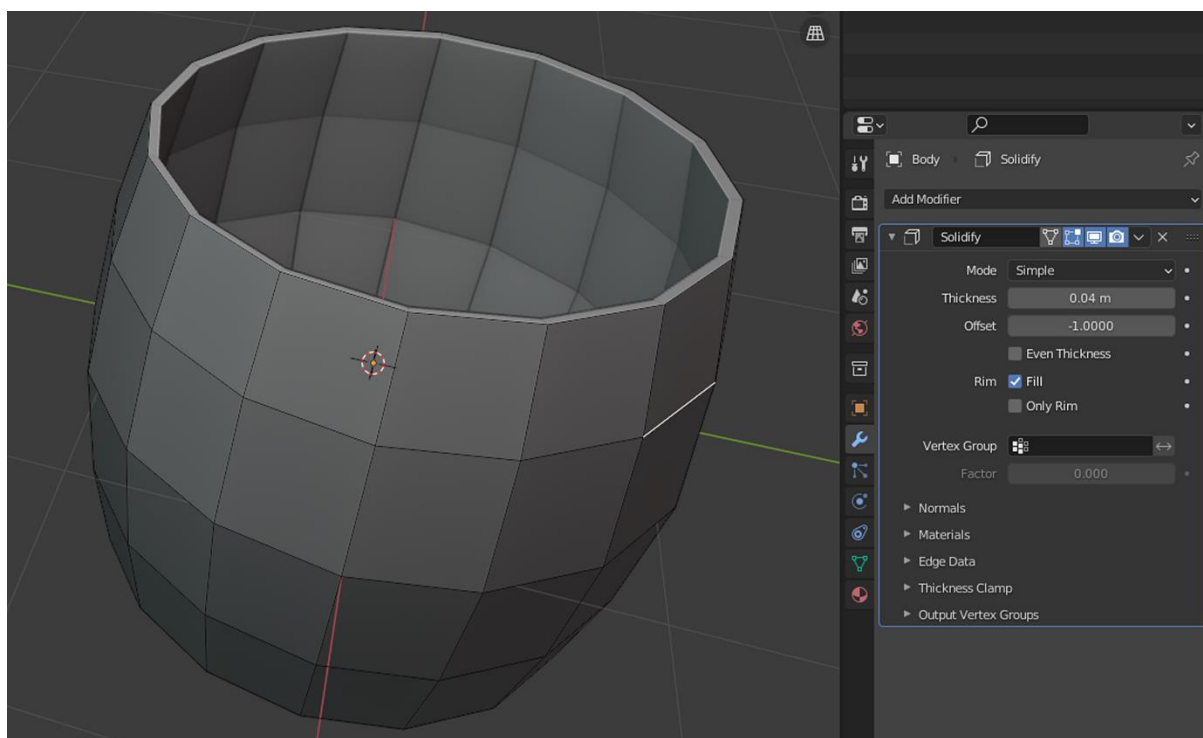 Body Solidify
Add Modifier
Solidify
Mode Simple
Thickness 0.04 m
Offset -1.0000
Even Thickness
Rim Fill
Only Rim
Vertex Group
Factor 0.000
Normals
Materials
Edge Data
Thickness Clamp
Output Vertex Groups